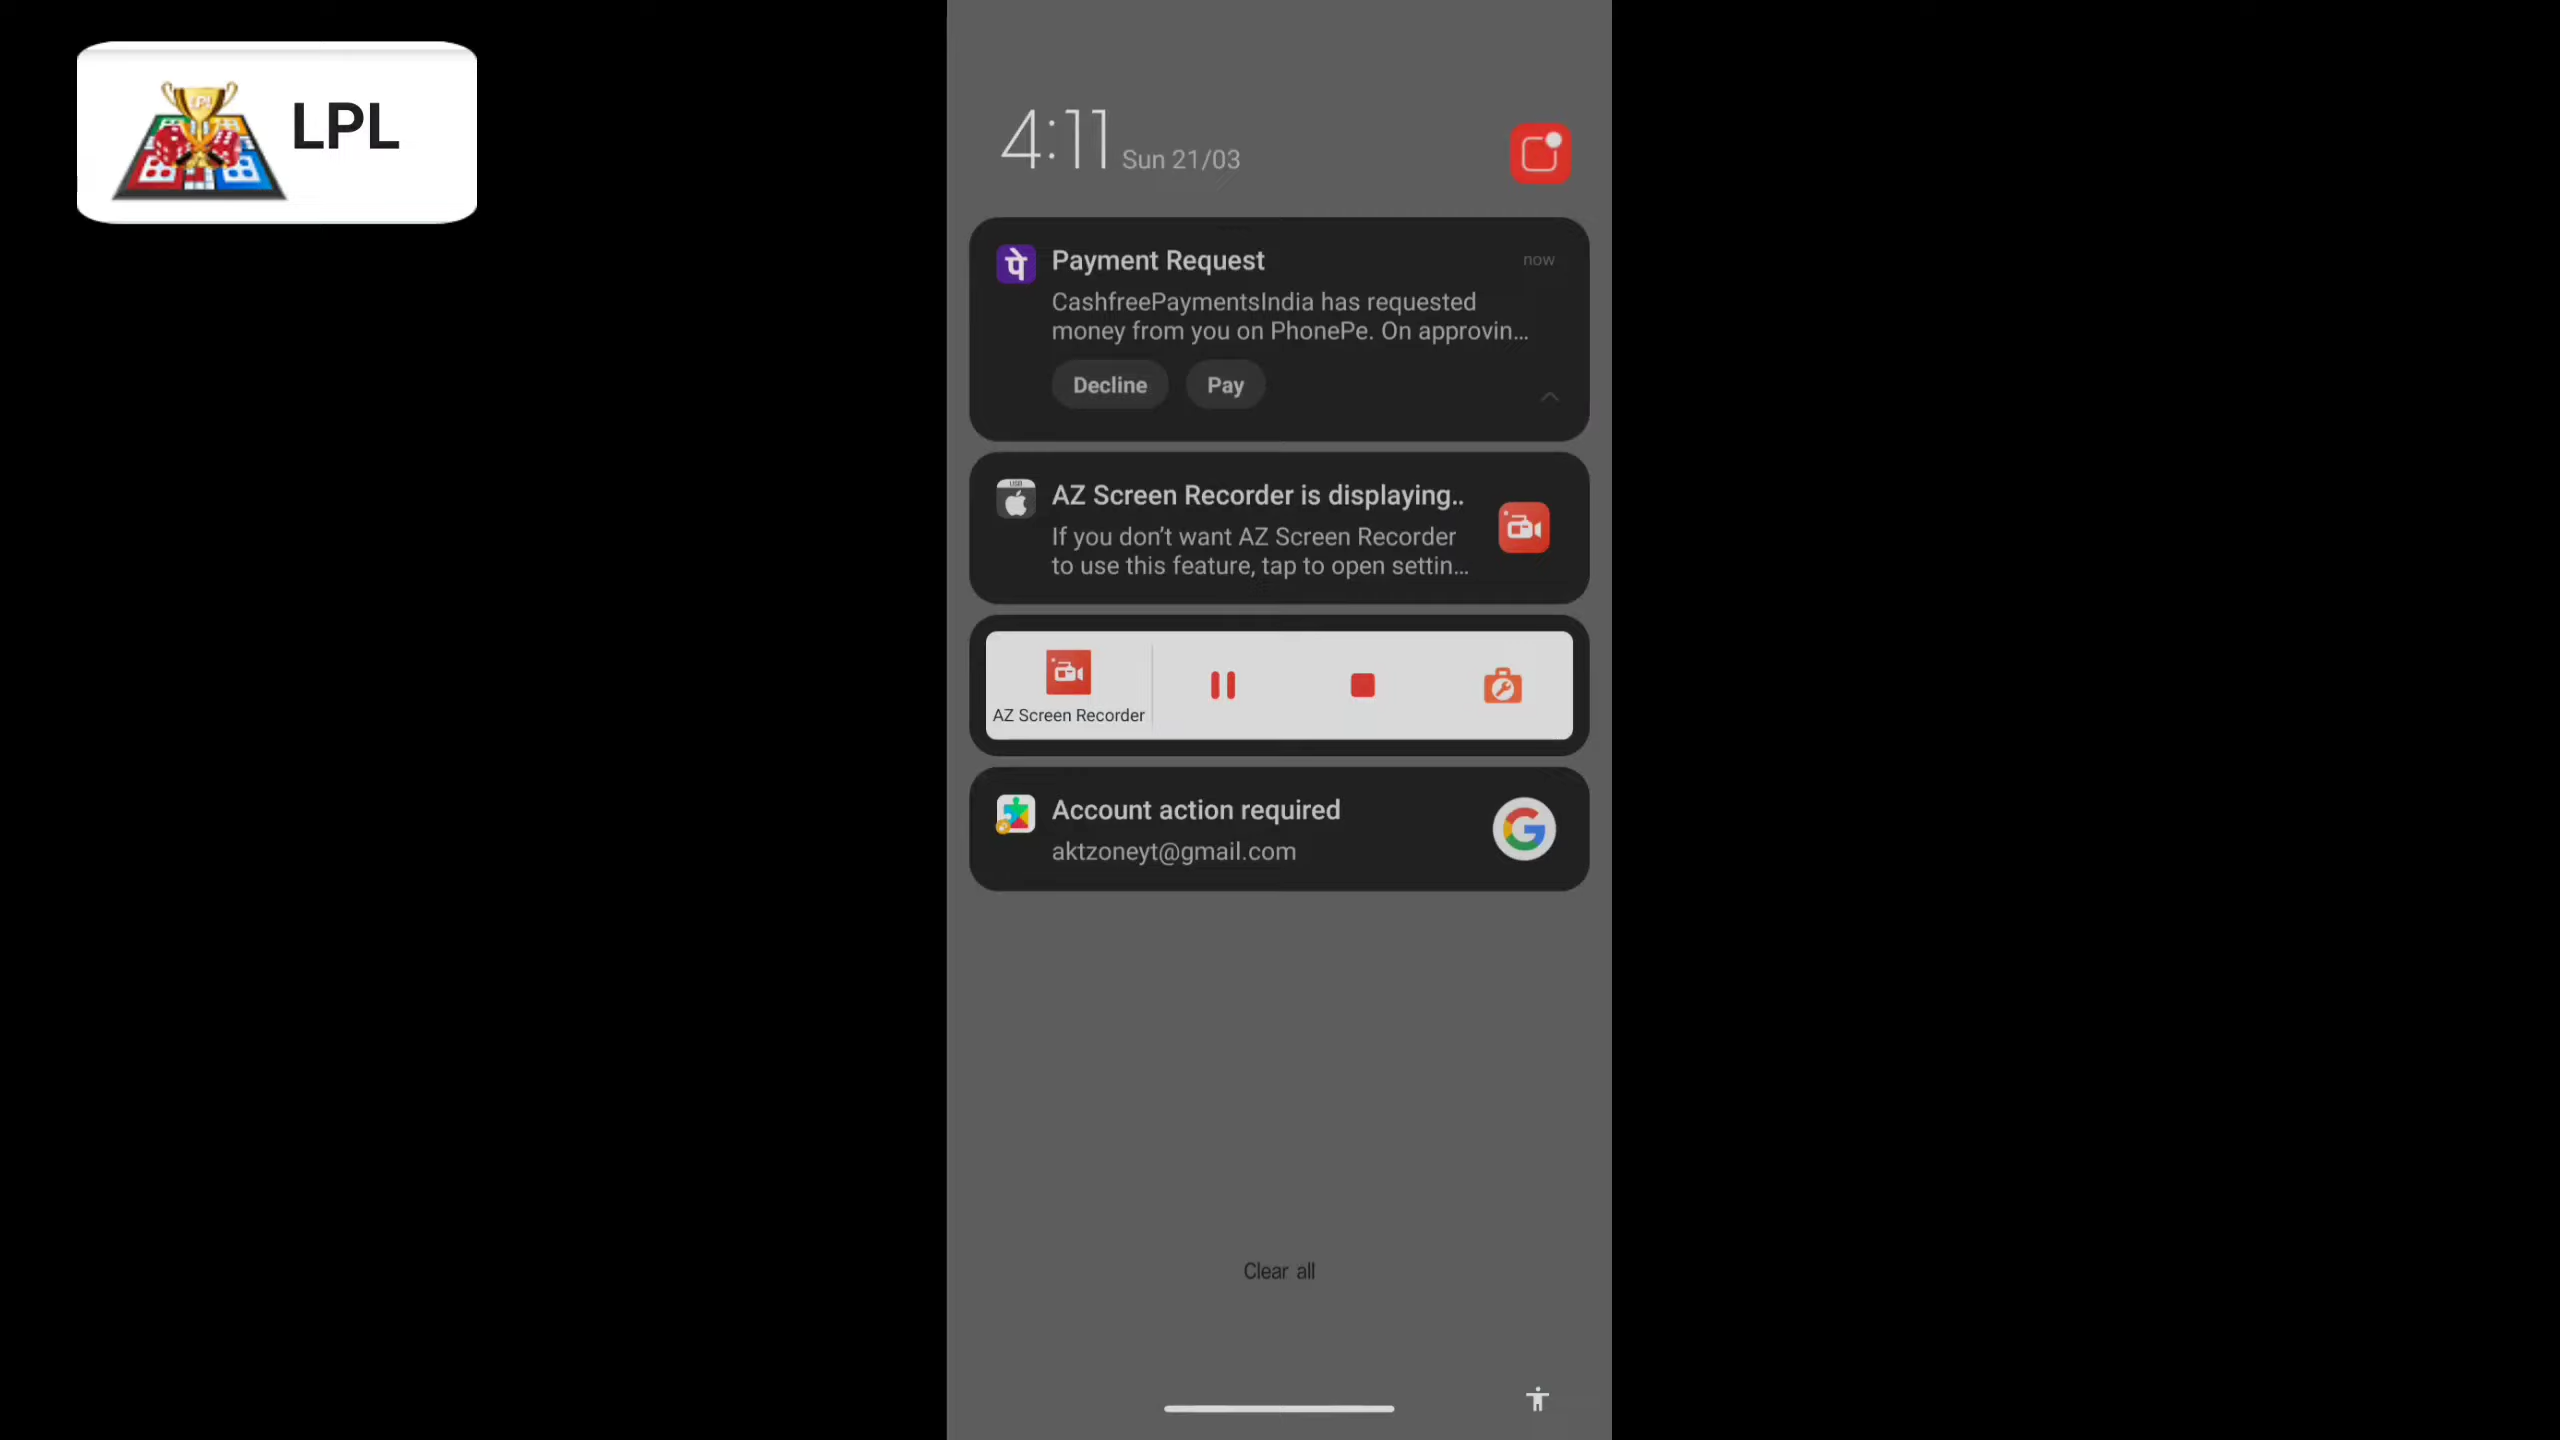 LPL
4:11 Sun 21/03
पे
Payment Request
now
CashfreePaymentsIndia has requested
money from you on PhonePe. On approvin…
Decline Pay
AZ Screen Recorder is displaying..
If you don’t want AZ Screen Recorder
to use this feature, tap to open settin…
AZ Screen Recorder
Account action required
aktzoneyt@gmail.com
Clear all